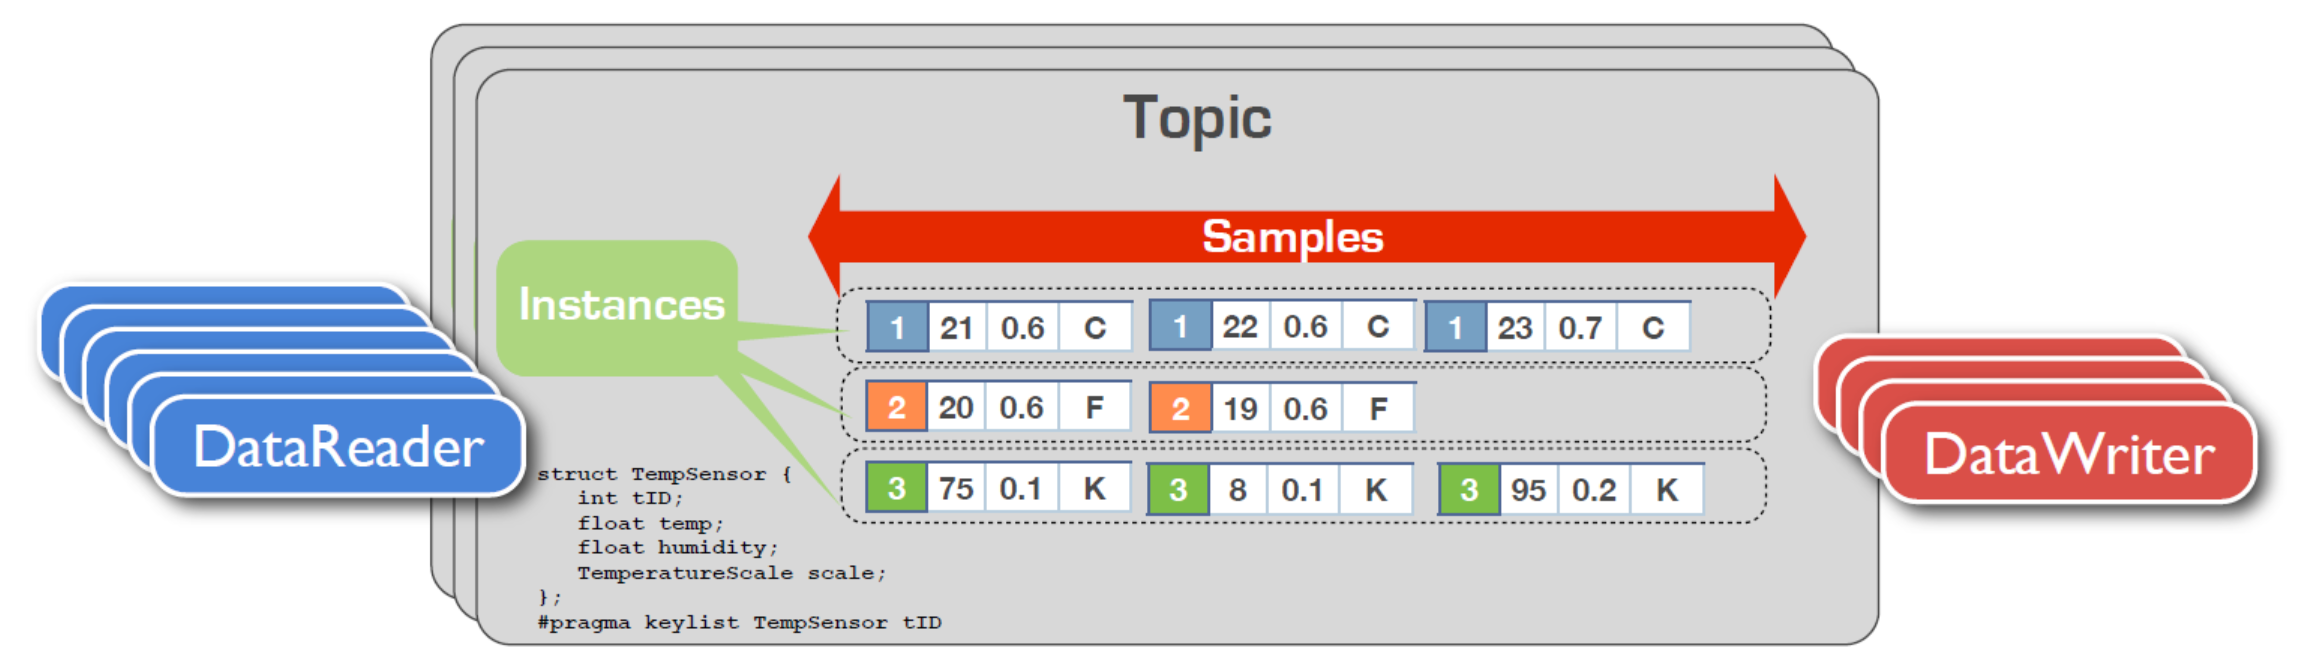 Topic
Samples
Instances
1 21 0.6 C 1 22 0.6 C 1 23 0.7 C
2 20 0.6 F 2 19 0.6 F
3 75 0.1 K 3 8 0.1 K 3 95 0.2 K
DataReader
DataWriter
struct TempSensor {
int tID;
float temp;
float humidity;
TemperatureScale scale;
};
#pragma keylist TempSensor tID